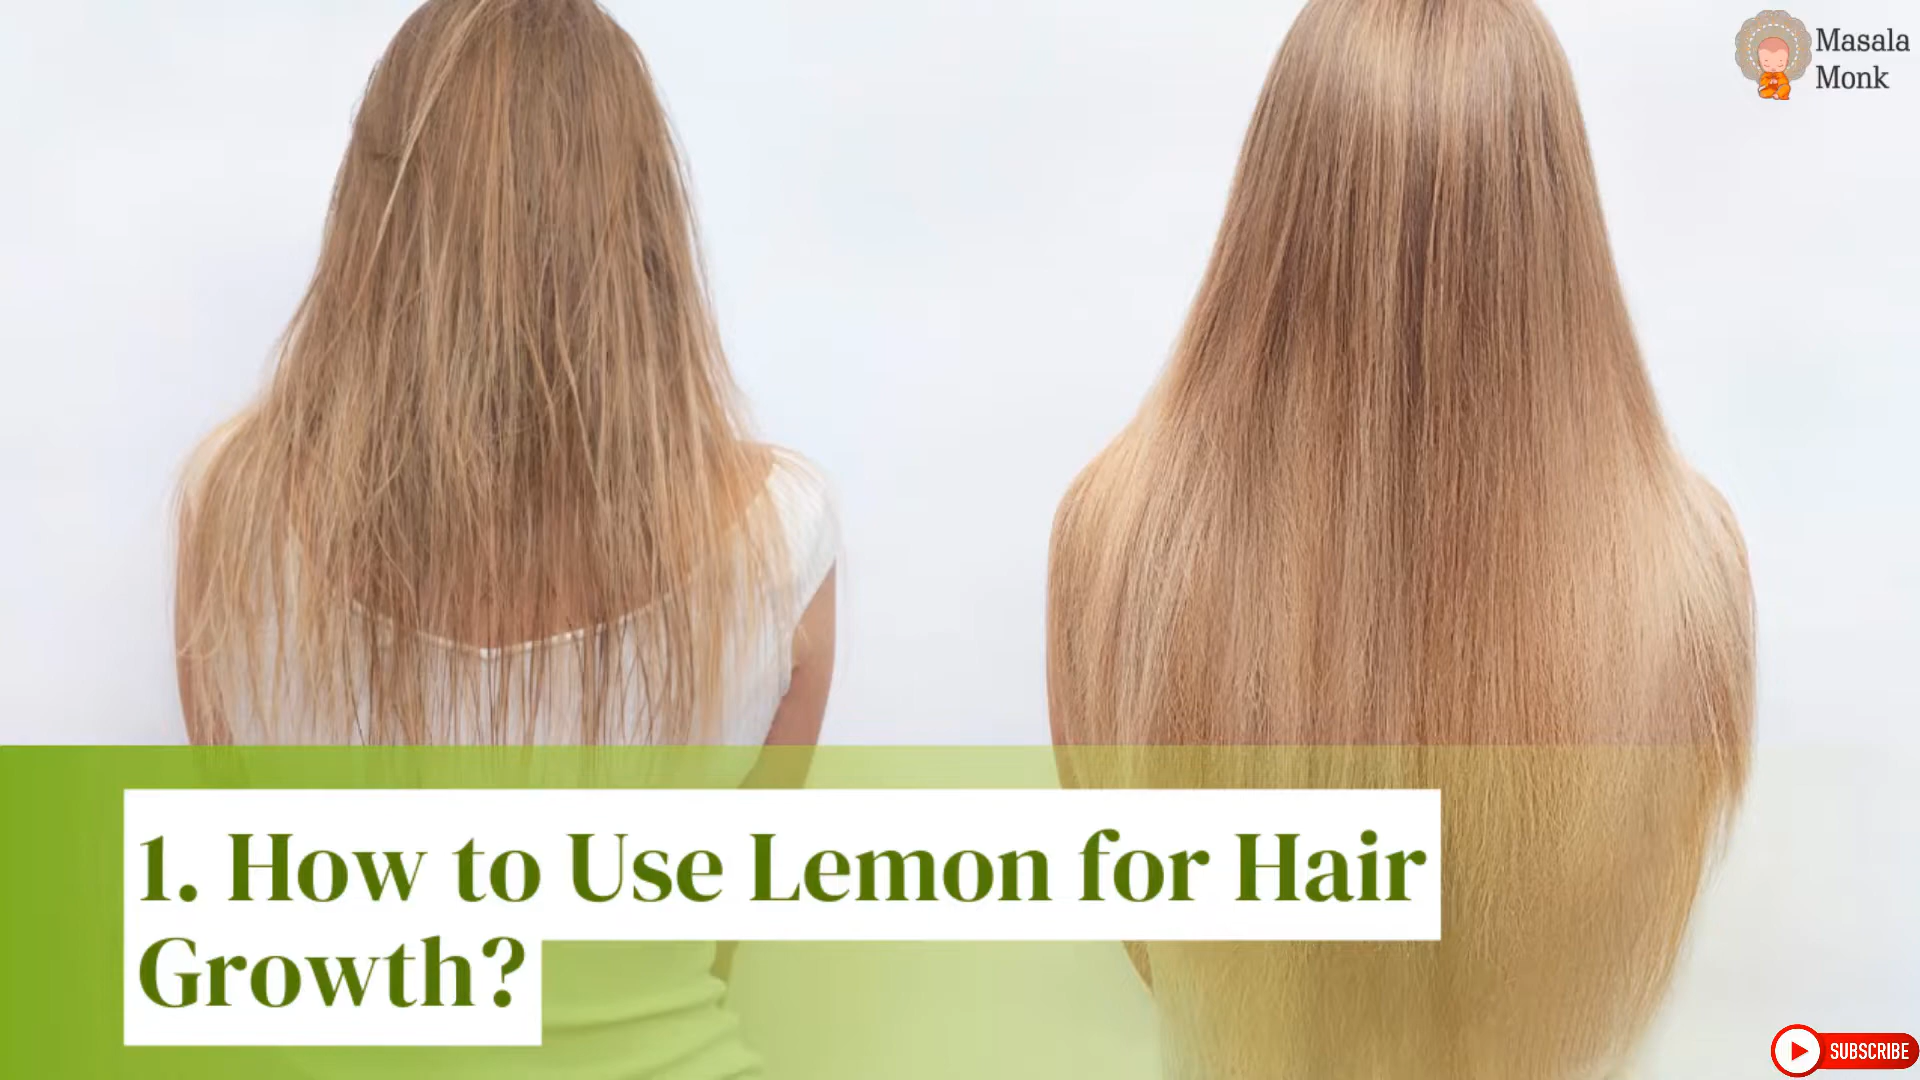 Masala
Monk
1. How to Use Lemon for Hair
Growth?
SUBSCRIBE